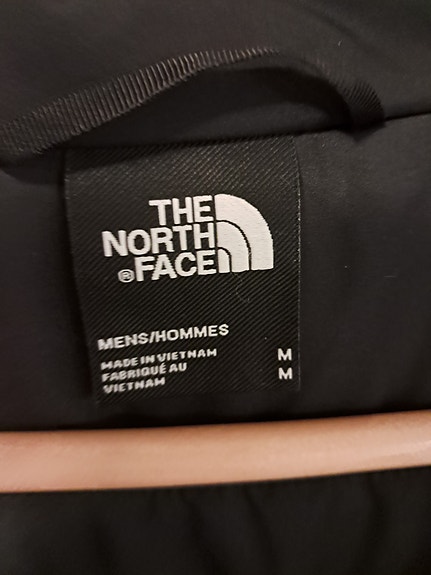 THE
NORTH
®FACE
MENS/HOMMES
MADE IN VIETNAM M
FABRIQUÉ AU M
VIETNAM